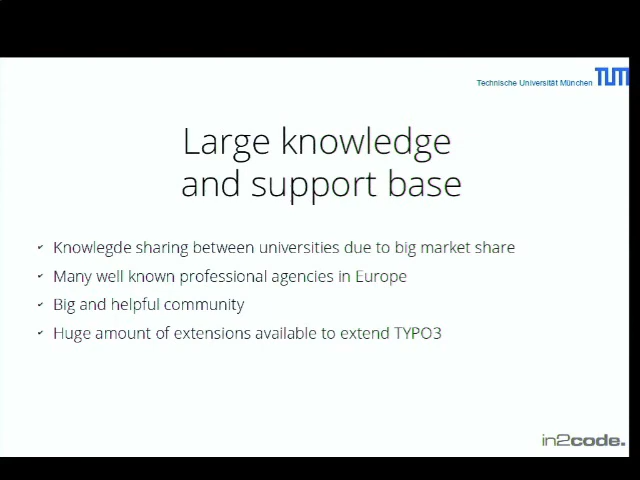 Technische Universität München TUM
Large knowledge
and support base
Knowlegde sharing between universities due to big market share
Many well known professional agencies in Europe
Big and helpful community
Huge amount of extensions available to extend TYPO3
in2code.